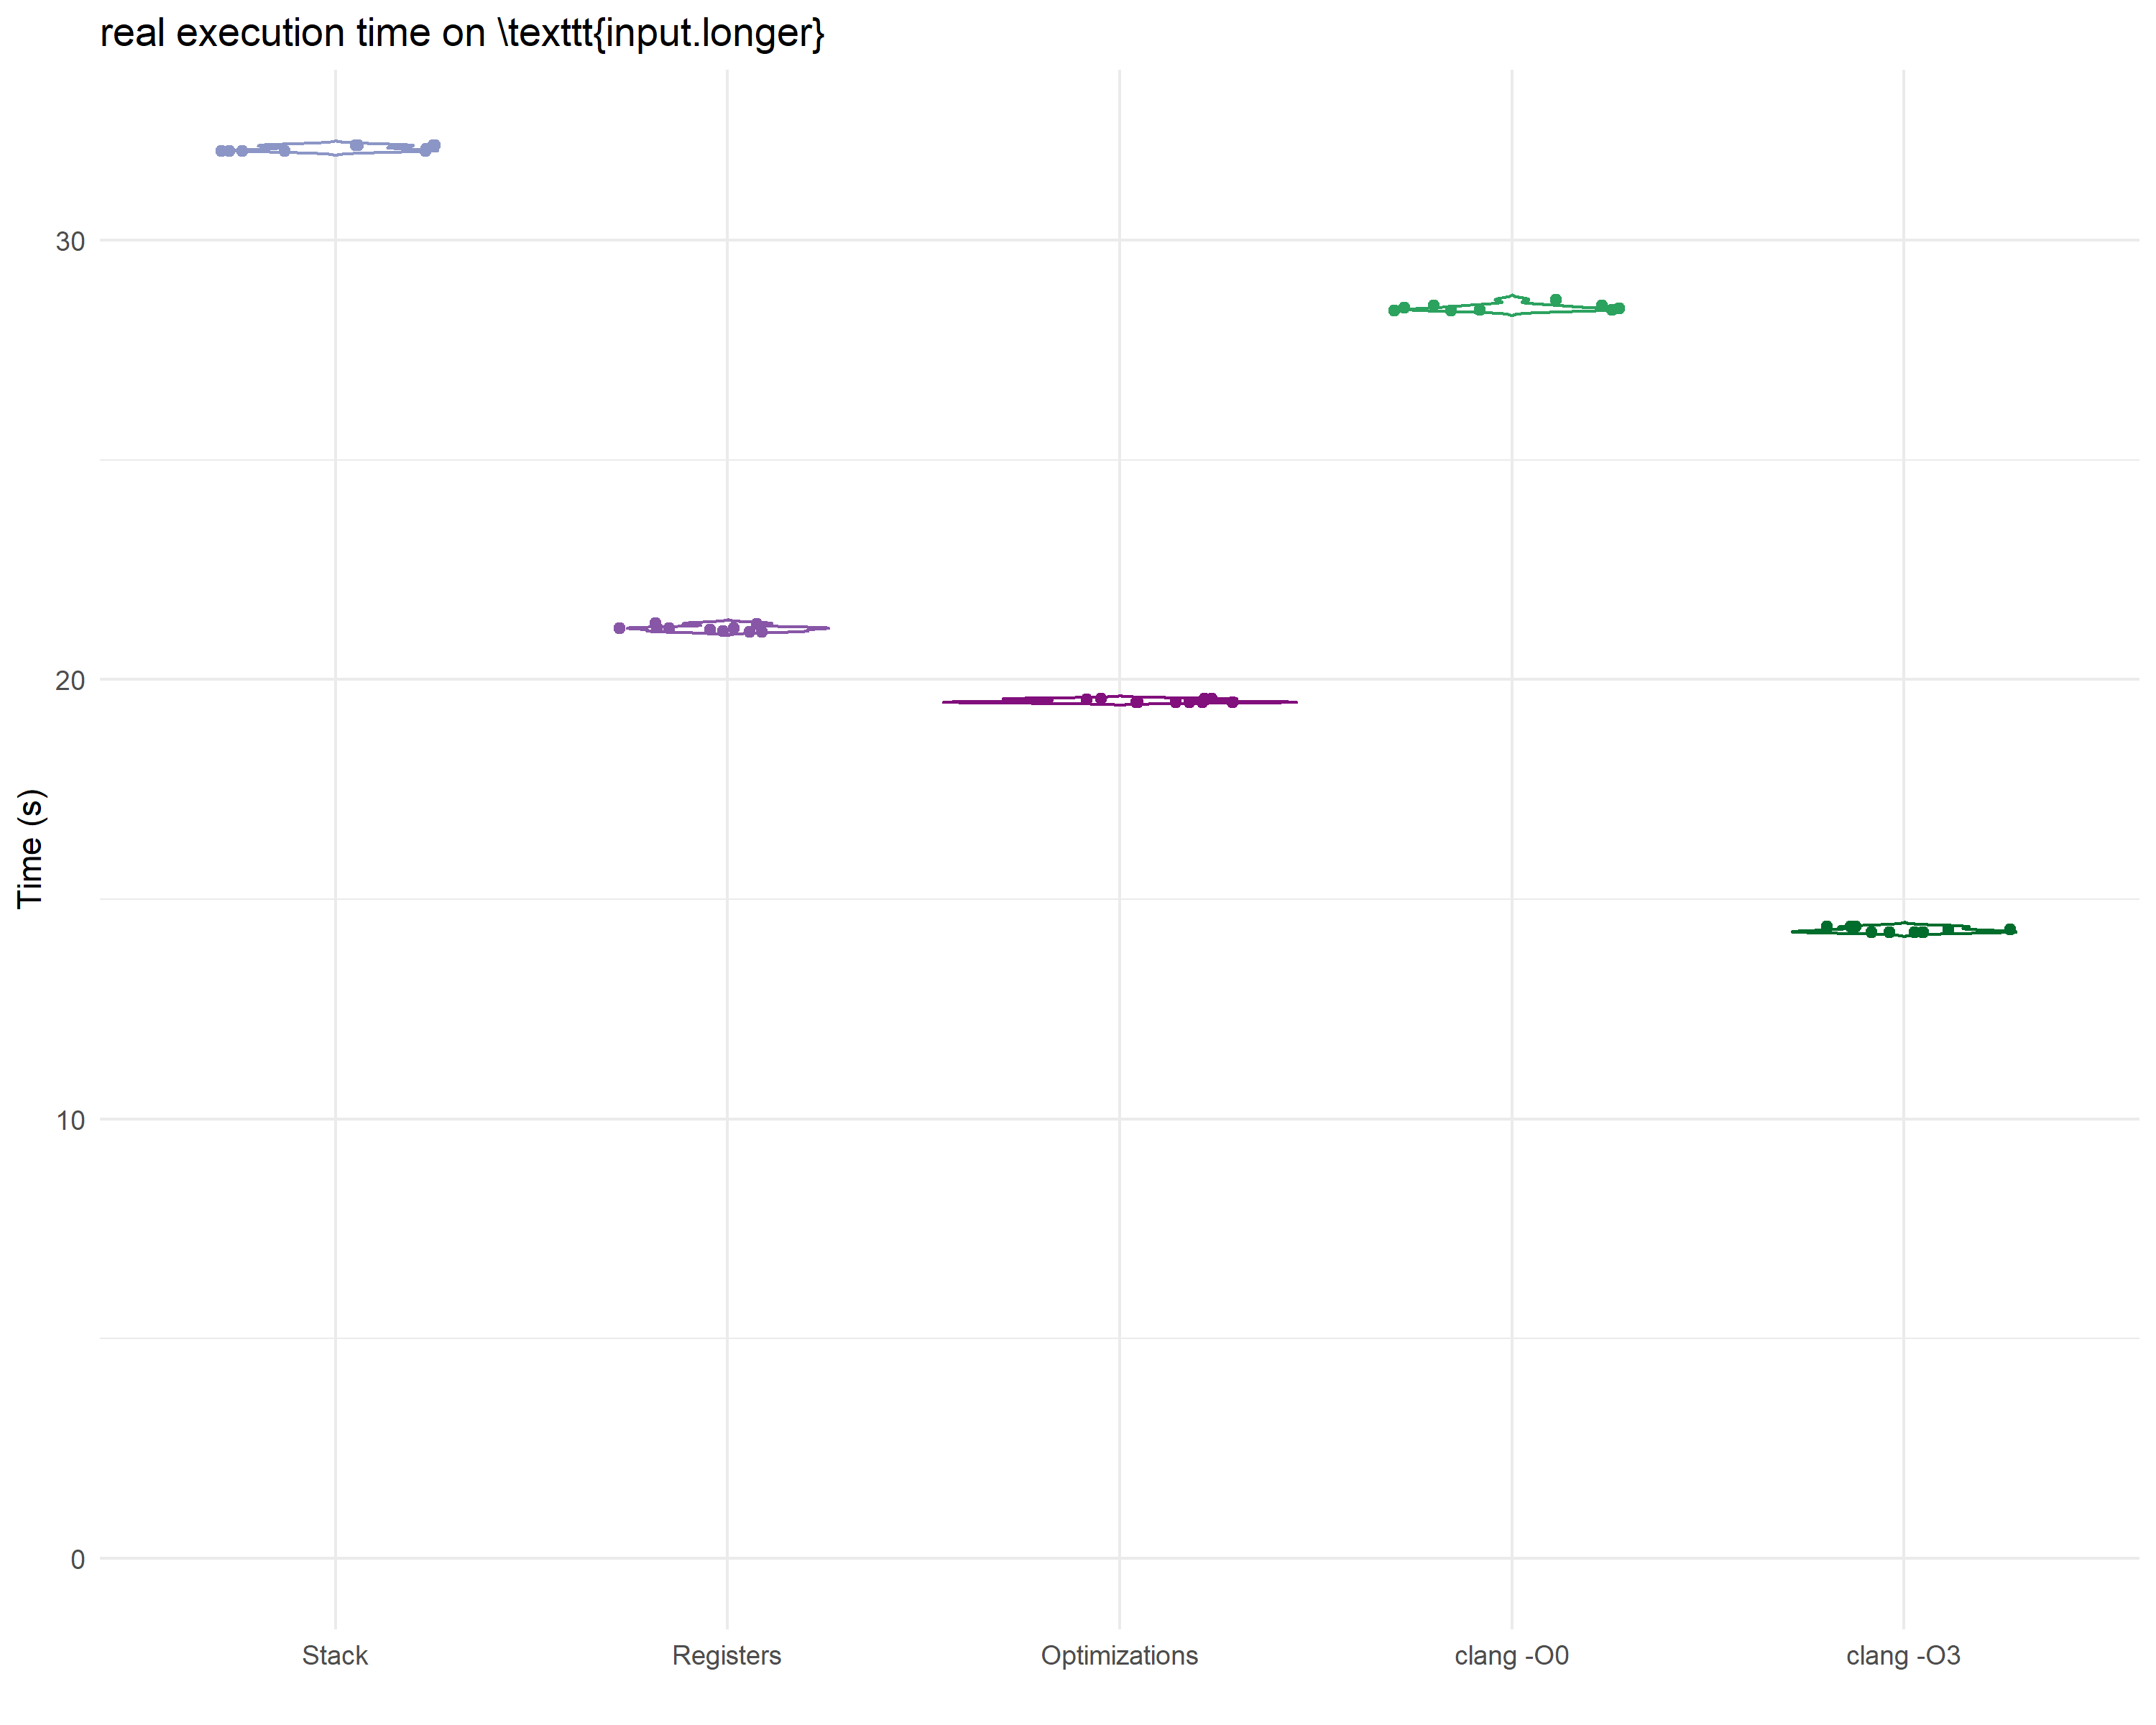 real execution time on \texttt{input.longer}
30
20
10
0
Time (s)
Stack
Registers
Optimizations
clang -O0
clang -O3